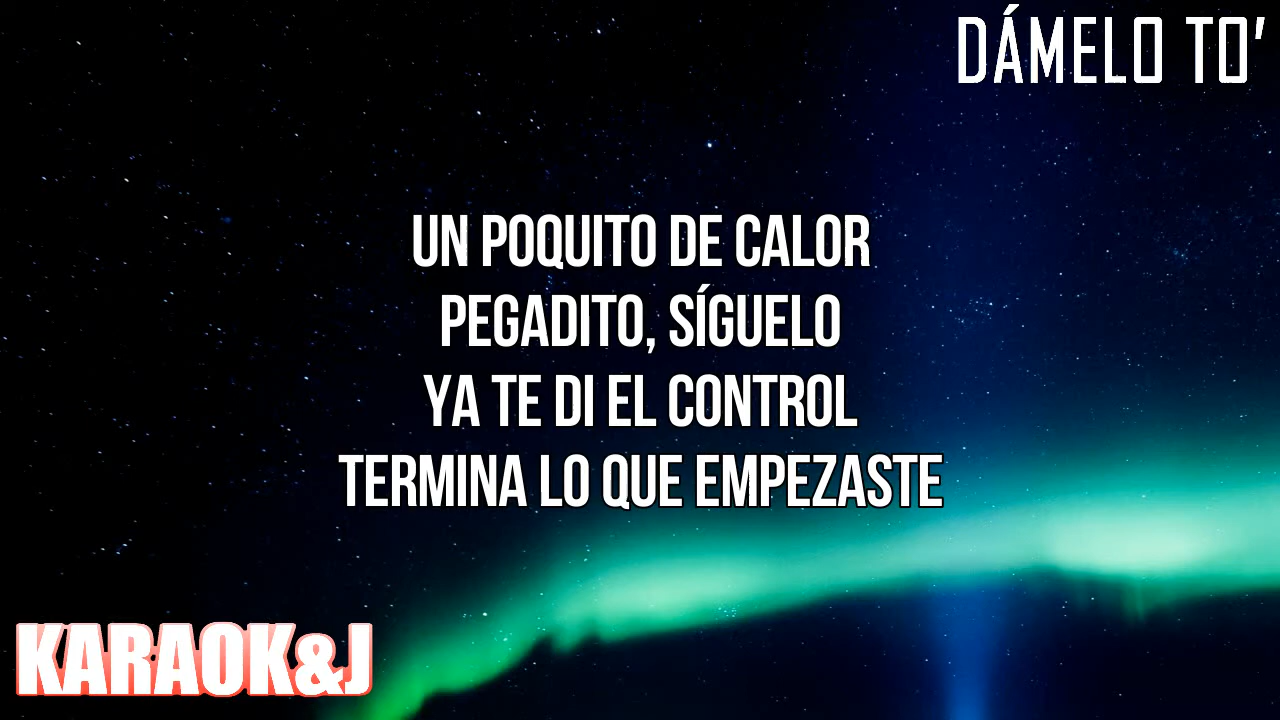 DÁMELO TO'
UN POQUITO DE CALOR
PEGADITO, SÍGUELO
YA TE DI EL CONTROL
TERMINA LO QUE EMPEZASTE
KARAOK&J